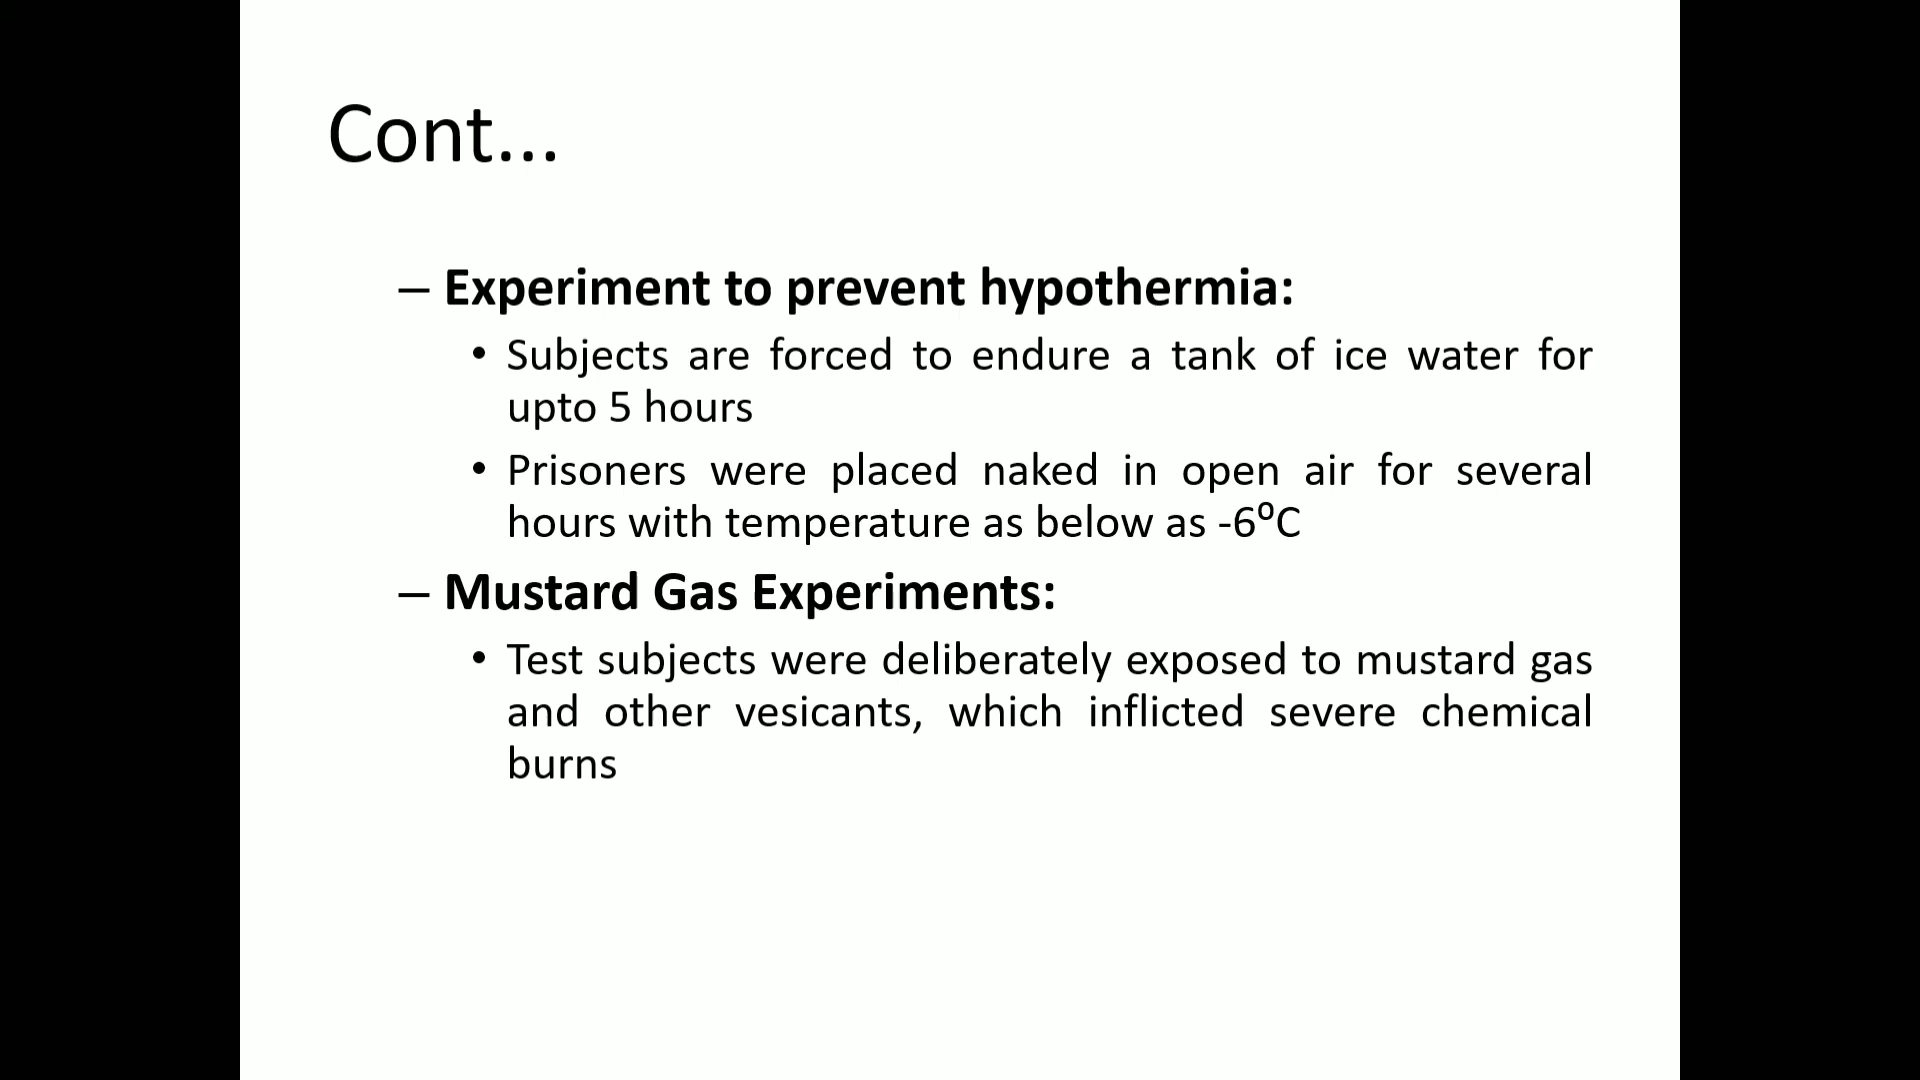 Cont...
– Experiment to prevent hypothermia:
• Subjects are forced to endure a tank of ice water for
upto 5 hours
• Prisoners were placed naked in open air for several
hours with temperature as below as -6⁰C
– Mustard Gas Experiments:
• Test subjects were deliberately exposed to mustard gas
and other vesicants, which inflicted severe chemical
burns